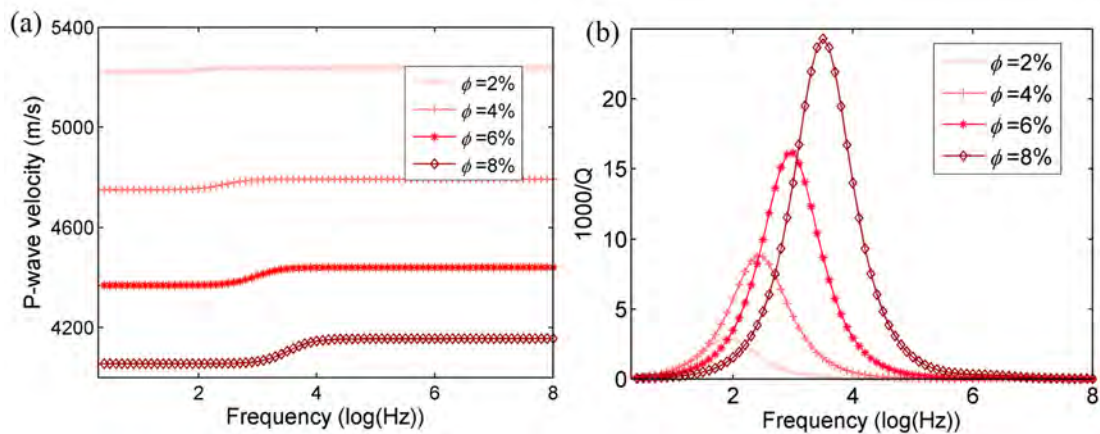 (a)
5400
5000
4600
4200
P-wave velocity (m/s)
ϕ=2%
ϕ=4%
ϕ=6%
ϕ=8%
2
4
6
8
Frequency (log(Hz))
(b)
20
15
10
5
0
1000/Q
ϕ=2%
ϕ=4%
ϕ=6%
ϕ=8%
2
4
6
8
Frequency (log(Hz))